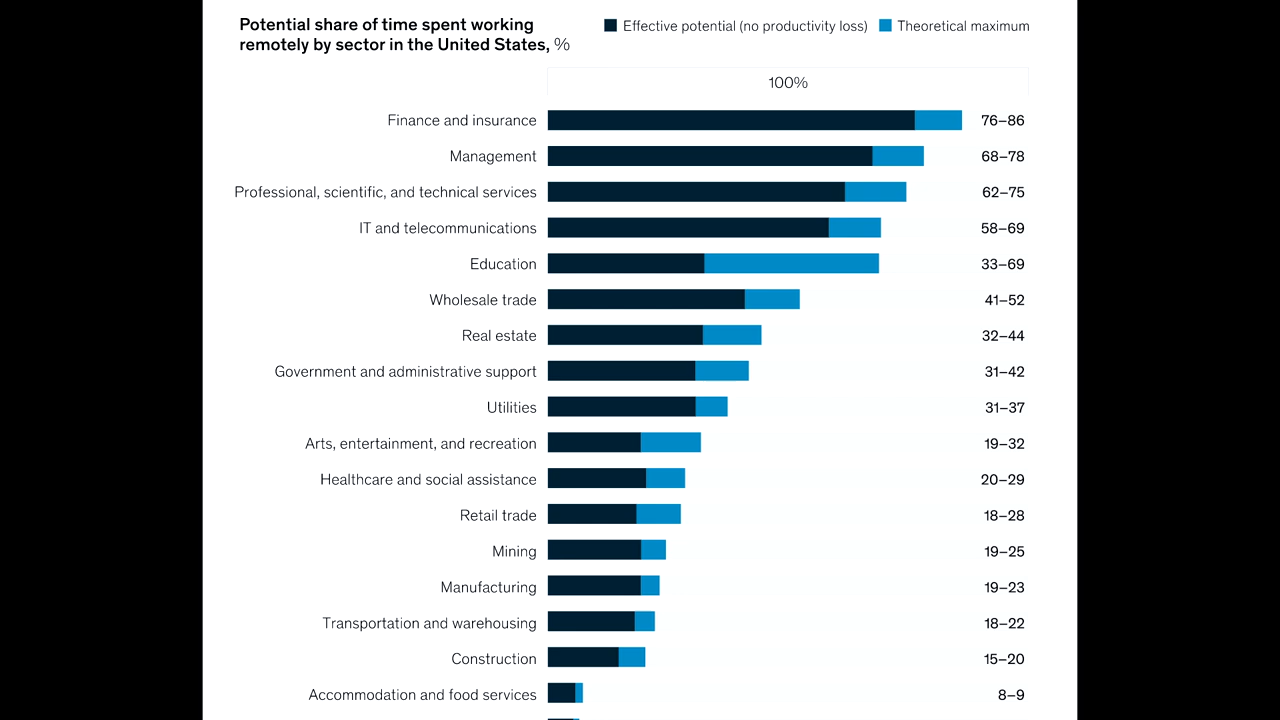 Potential share of time spent working
remotely by sector in the United States, %
Effective potential (no productivity loss) Theoretical maximum
100%
Finance and insurance 76–86
Management 68–78
Professional, scientific, and technical services 62–75
IT and telecommunications 58–69
Education 33–69
Wholesale trade 41–52
Real estate 32–44
Government and administrative support 31–42
Utilities 31–37
Arts, entertainment, and recreation 19–32
Healthcare and social assistance 20–29
Retail trade 18–28
Mining 19–25
Manufacturing 19–23
Transportation and warehousing 18–22
Construction 15–20
Accommodation and food services 8–9